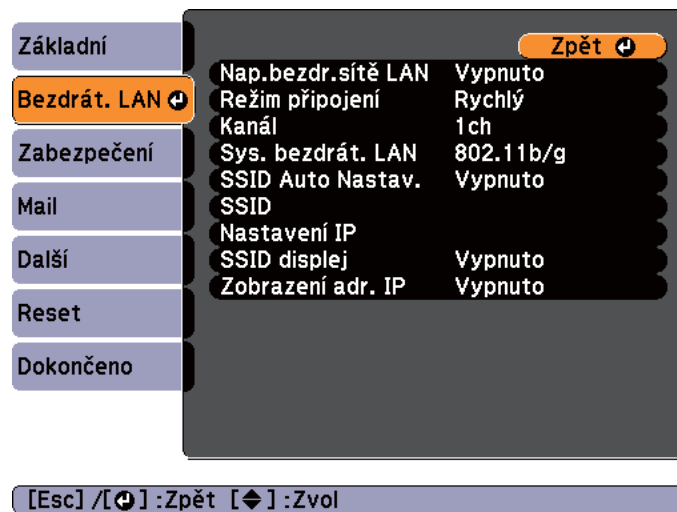 Základní
Bezdrát. LAN
Zabezpečení
Mail
Další
Reset
Dokončeno
Zpět
Nap.bezdr.sítě LAN Vypnuto
Režim připojení Rychlý
Kanál 1ch
Sys. bezdrát. LAN 802.11b/g
SSID Auto Nastav. Vypnuto
SSID
Nastavení IP
SSID displej Vypnuto
Zobrazení adr. IP Vypnuto
[Esc] /[⏎] :Zpět [◆] :Zvol